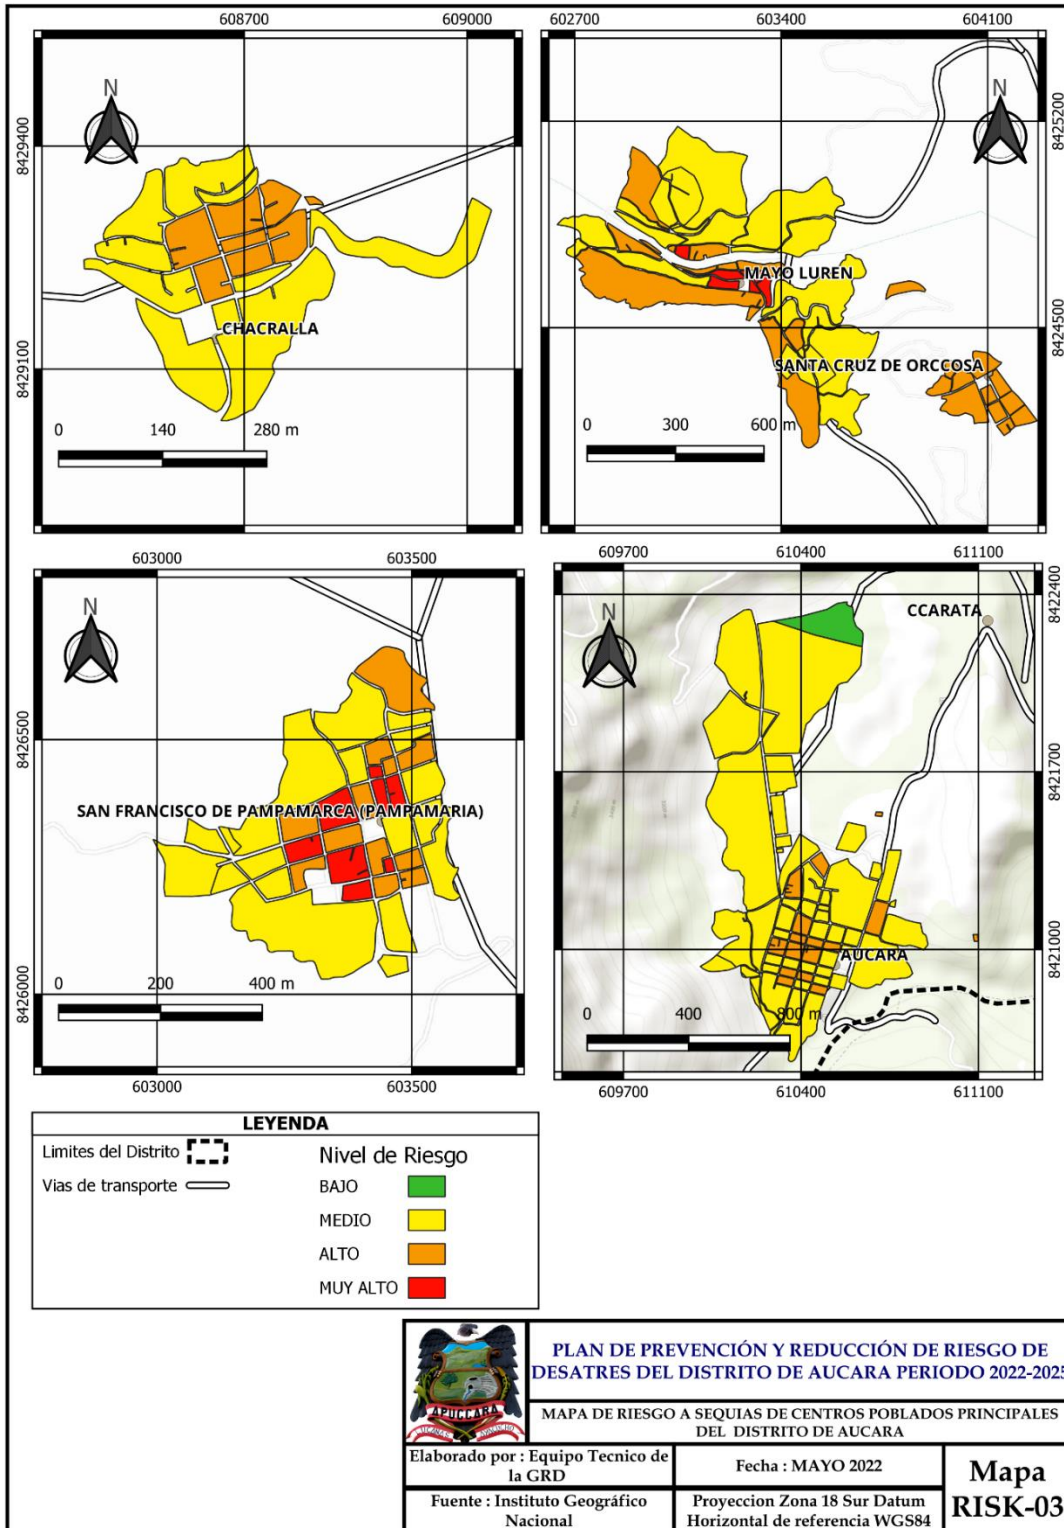 608700
609000
N
8429400
8429100
CHACRALLA
0
140
280 m
602700
603400
604100
N
8425200
8424500
MAYO LUREN
SANTA CRUZ DE ORCCOSA
0
300
600 m
603000
603500
N
8426500
8426000
SAN FRANCISCO DE PAMPAMARCA (PAMPAMARIA)
0
200
400 m
603000
603500
609700
610400
611100
N
8422400
8421700
8421000
CCARATA
AUCARA
0
400
800 m
609700
610400
611100
LEYENDA
Limites del Distrito
Vias de transporte
Nivel de Riesgo
BAJO
MEDIO
ALTO
MUY ALTO
APUCCARA
LUCANAS AYACUCHO
PLAN DE PREVENCIÓN Y REDUCCIÓN DE RIESGO DE
DESATRES DEL DISTRITO DE AUCARA PERIODO 2022-2025
MAPA DE RIESGO A SEQUIAS DE CENTROS POBLADOS PRINCIPALES
DEL DISTRITO DE AUCARA
Elaborado por : Equipo Tecnico de
la GRD
Fecha : MAYO 2022
Fuente : Instituto Geográfico
Nacional
Proyeccion Zona 18 Sur Datum
Horizontal de referencia WGS84
Mapa
RISK-03